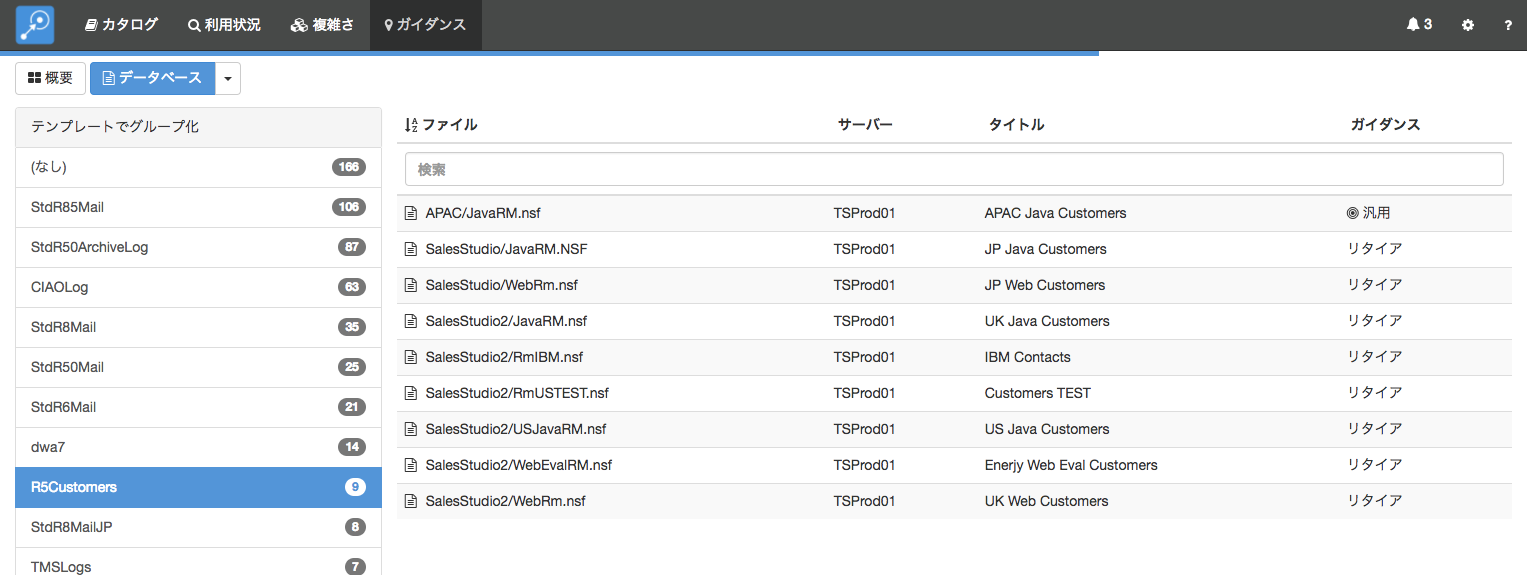 カタログ 利用状況 複雑さ ガイダンス 3 ?
概要 データベース
テンプレートでグループ化
(なし) 166
StdR85Mail 106
StdR50ArchiveLog 87
CIAOLog 63
StdR8Mail 35
StdR50Mail 25
StdR6Mail 21
dwa7 14
R5Customers 9
StdR8MailJP 8
TMSLogs 7
ファイル サーバー タイトル ガイダンス
検索
APAC/JavaRM.nsf TSProd01 APAC Java Customers 汎用
SalesStudio/JavaRM.NSF TSProd01 JP Java Customers リタイア
SalesStudio/WebRm.nsf TSProd01 JP Web Customers リタイア
SalesStudio2/JavaRM.nsf TSProd01 UK Java Customers リタイア
SalesStudio2/RmIBM.nsf TSProd01 IBM Contacts リタイア
SalesStudio2/RmUSTEST.nsf TSProd01 Customers TEST リタイア
SalesStudio2/USJavaRM.nsf TSProd01 US Java Customers リタイア
SalesStudio2/WebEvalRM.nsf TSProd01 Enerjy Web Eval Customers リタイア
SalesStudio2/WebRm.nsf TSProd01 UK Web Customers リタイア